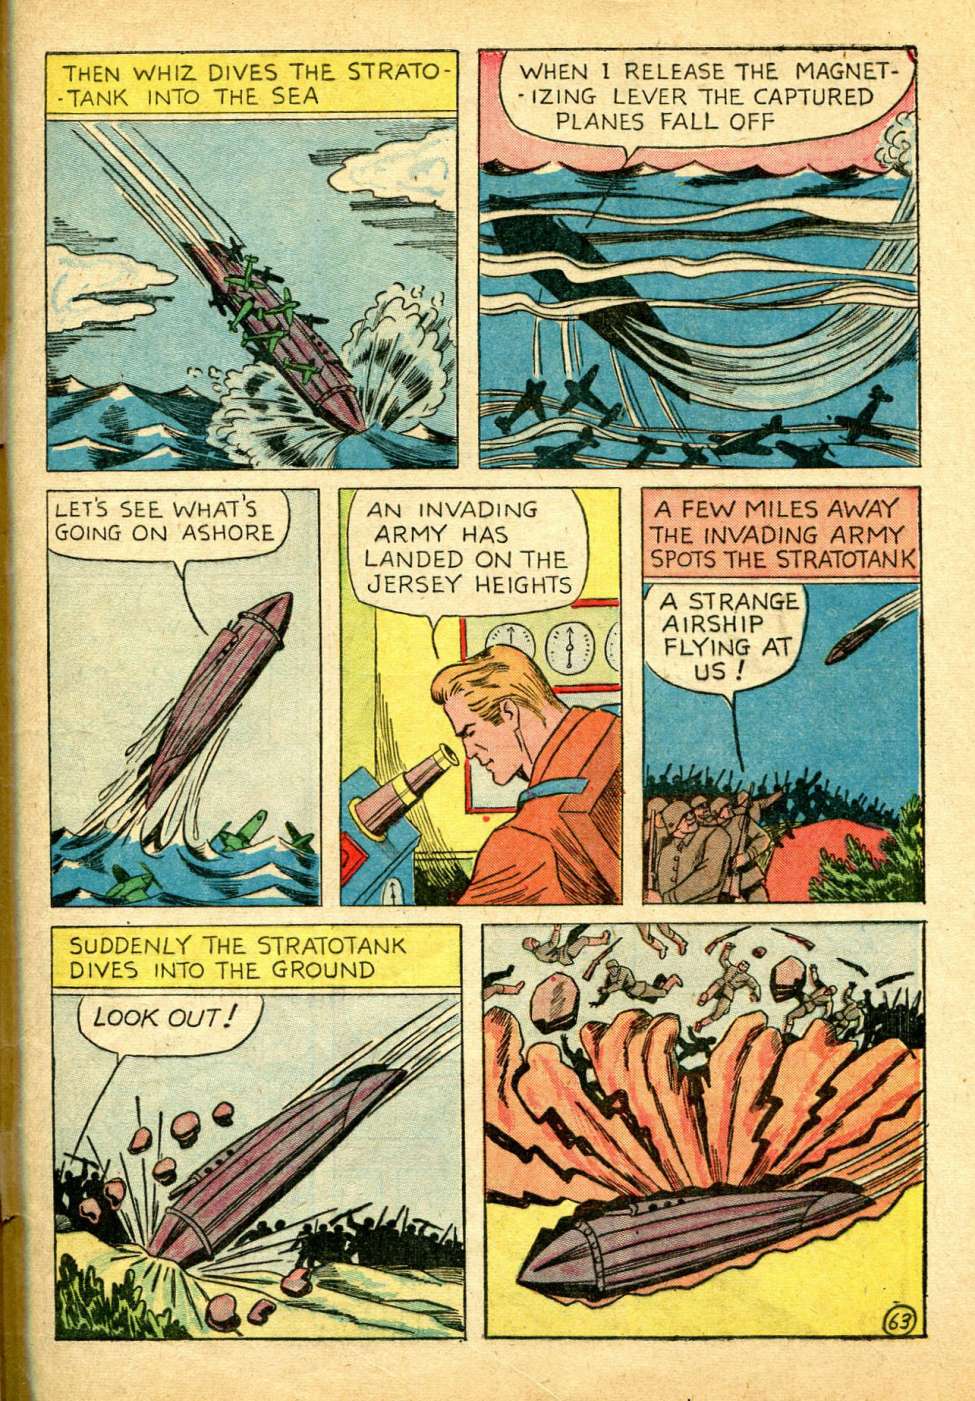 THEN WHIZ DIVES THE STRATO-
-TANK INTO THE SEA
WHEN I RELEASE THE MAGNET-
-IZING LEVER THE CAPTURED
PLANES FALL OFF
LET'S SEE WHAT'S
GOING ON ASHORE
AN INVADING
ARMY HAS
LANDED ON THE
JERSEY HEIGHTS
A FEW MILES AWAY
THE INVADING ARMY
SPOTS THE STRATOTANK
A STRANGE
AIRSHIP
FLYING AT
US!
SUDDENLY THE STRATOTANK
DIVES INTO THE GROUND
LOOK OUT!
63